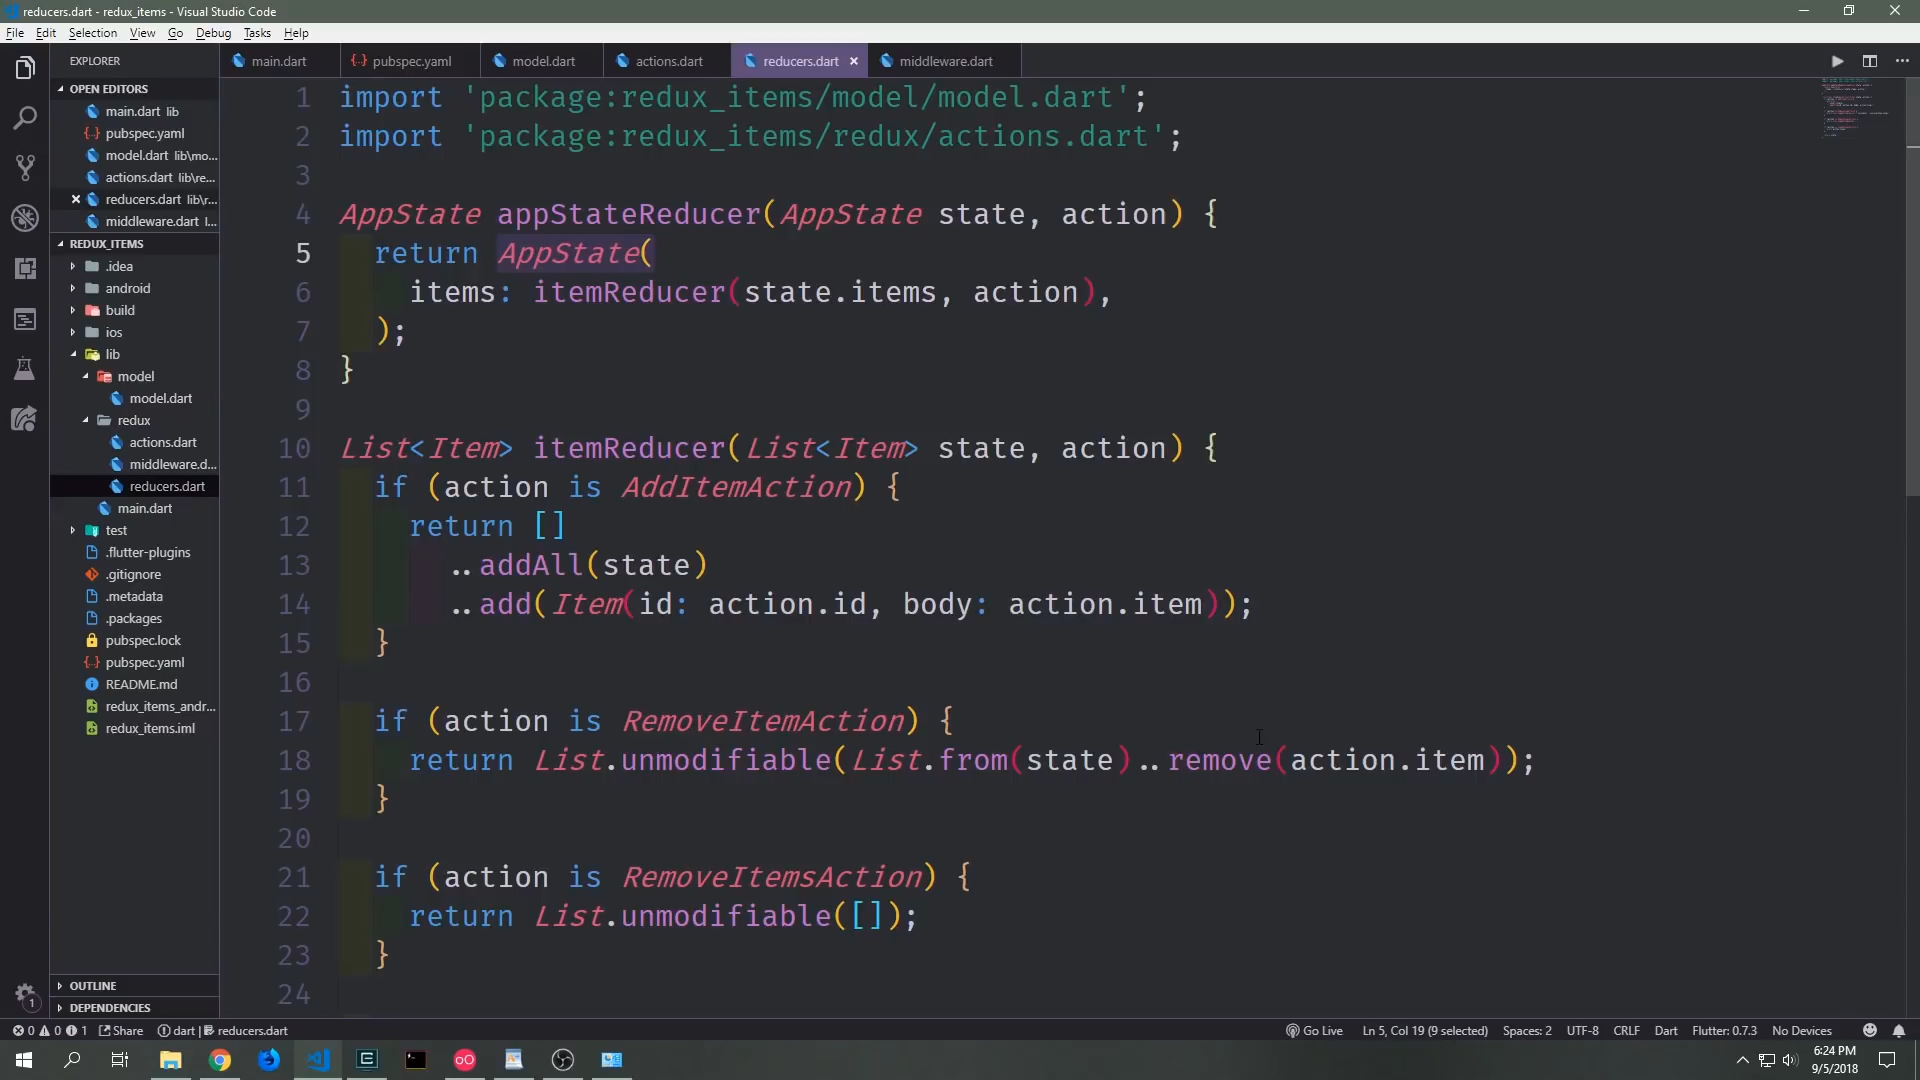 reducers.dart - redux_items - Visual Studio Code
File Edit Selection View Go Debug Tasks Help
EXPLORER
OPEN EDITORS
main.dart lib
pubspec.yaml
model.dart lib\mo...
actions.dart lib\re...
reducers.dart lib\r...
middleware.dart l...
REDUX_ITEMS
.idea
android
build
ios
lib
model
model.dart
redux
actions.dart
middleware.d...
reducers.dart
main.dart
test
.flutter-plugins
.gitignore
.metadata
.packages
pubspec.lock
pubspec.yaml
README.md
redux_items_andr...
redux_items.iml
OUTLINE
DEPENDENCIES
main.dart pubspec.yaml model.dart actions.dart reducers.dart middleware.dart
1 import 'package:redux_items/model/model.dart';
2 import 'package:redux_items/redux/actions.dart';
3
4 AppState appStateReducer(AppState state, action) {
5 return AppState(
6 items: itemReducer(state.items, action),
7 );
8 }
9
10 List<Item> itemReducer(List<Item> state, action) {
11 if (action is AddItemAction) {
12 return []
13 ..addAll(state)
14 ..add(Item(id: action.id, body: action.item));
15 }
16
17 if (action is RemoveItemAction) {
18 return List.unmodifiable(List.from(state)..remove(action.item));
19 }
20
21 if (action is RemoveItemsAction) {
22 return List.unmodifiable([]);
23 }
24
0 0 1 Share dart | reducers.dart Go Live Ln 5, Col 19 (9 selected) Spaces: 2 UTF-8 CRLF Dart Flutter: 0.7.3 No Devices
1
6:24 PM
9/5/2018